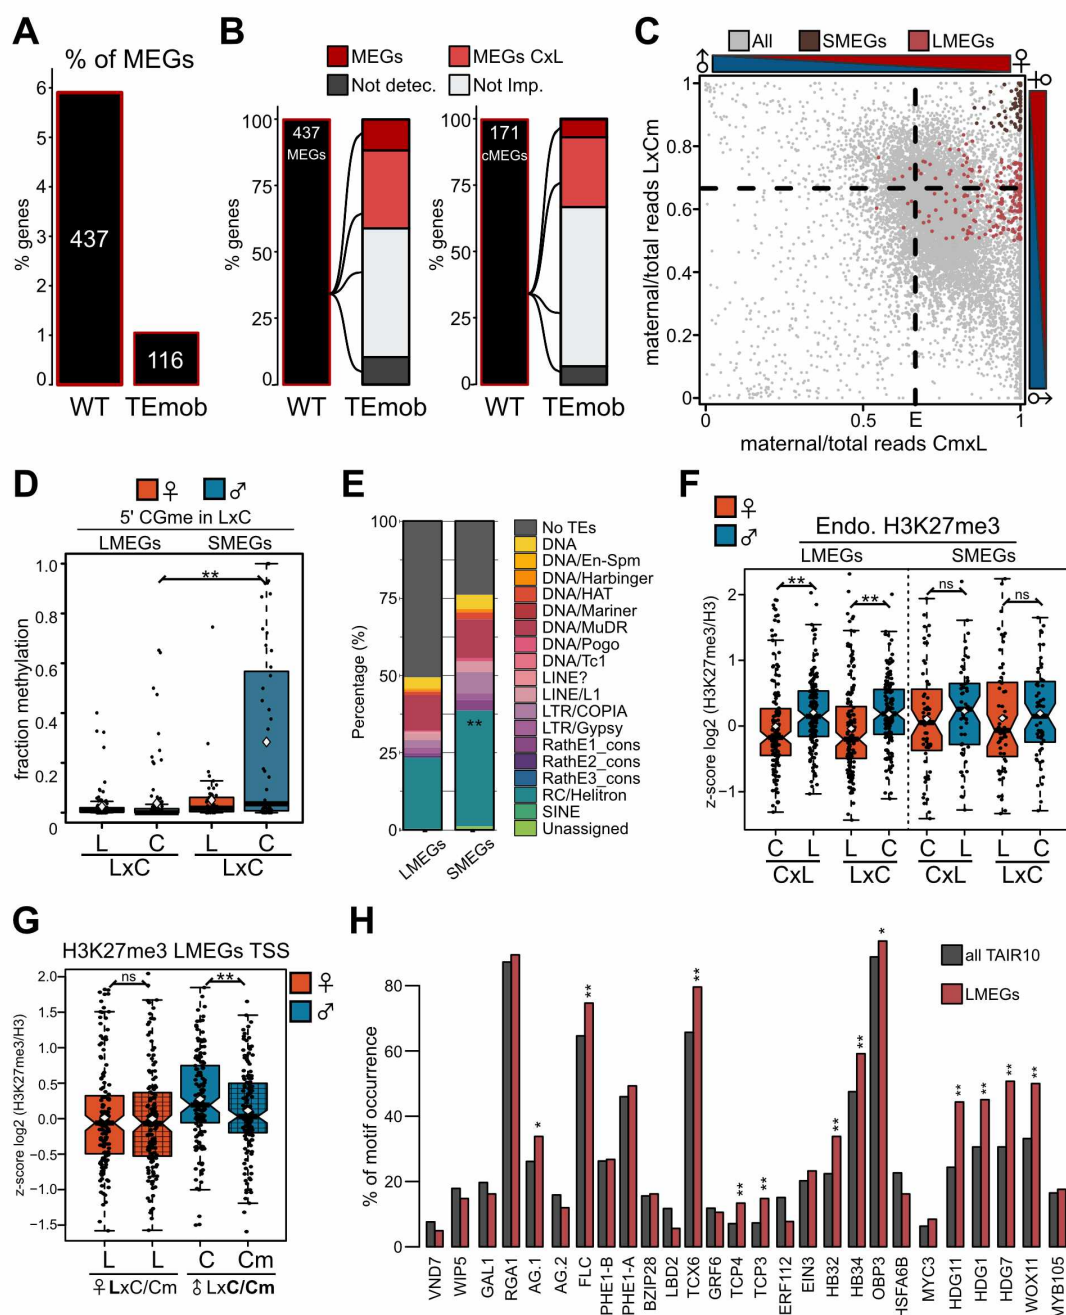 A
% of MEGs
% genes
6
5
4
3
2
1
0
437
116
WT
TEmob
B
MEGs
MEGs CxL
Not detec.
Not Imp.
% genes
100
75
50
25
0
437
MEGs
WT
TEmob
% genes
100
75
50
25
0
171
cMEGs
WT
TEmob
C
All
SMEGs
LMEGs
♂
♀
maternal/total reads LxCm
1
0.8
0.6
0.4
0.2
0
♀
♂
0
0.5
E
1
maternal/total reads CmxL
D
♀
♂
5' CGme in LxC
LMEGs
SMEGs
fraction methylation
1.0
0.8
0.6
0.4
0.2
0
**
L
C
L
C
LxC
LxC
E
Percentage (%)
100
75
50
25
0
**
LMEGs
SMEGs
No TEs
DNA
DNA/En-Spm
DNA/Harbinger
DNA/HAT
DNA/Mariner
DNA/MuDR
DNA/Pogo
DNA/Tc1
LINE?
LINE/L1
LTR/COPIA
LTR/Gypsy
RathE1_cons
RathE2_cons
RathE3_cons
RC/Helitron
SINE
Unassigned
F
♀
♂
Endo. H3K27me3
LMEGs
SMEGs
z-score log2 (H3K27me3/H3)
2
1
0
−1
**
**
ns
ns
C
L
L
C
C
L
L
C
CxL
LxC
CxL
LxC
G
H3K27me3 LMEGs TSS
♀
♂
z-score log2 (H3K27me3/H3)
2.0
1.5
1.0
0.5
0.0
−0.5
−1.0
−1.5
ns
**
L
L
C
Cm
♀LxC/Cm
♂LxC/Cm
H
all TAIR10
LMEGs
% of motif occurrence
80
60
40
20
0
*
**
**
**
**
**
**
*
**
**
**
**
VND7
WIP5
GAL1
RGA1
AG.1
AG.2
FLC
PHE1-B
PHE1-A
BZIP28
LBD2
TCX6
GRF6
TCP4
TCP3
ERF112
EIN3
HB32
HB34
OBP3
HSFA6B
MYC3
HDG11
HDG1
HDG7
WOX11
MYB105